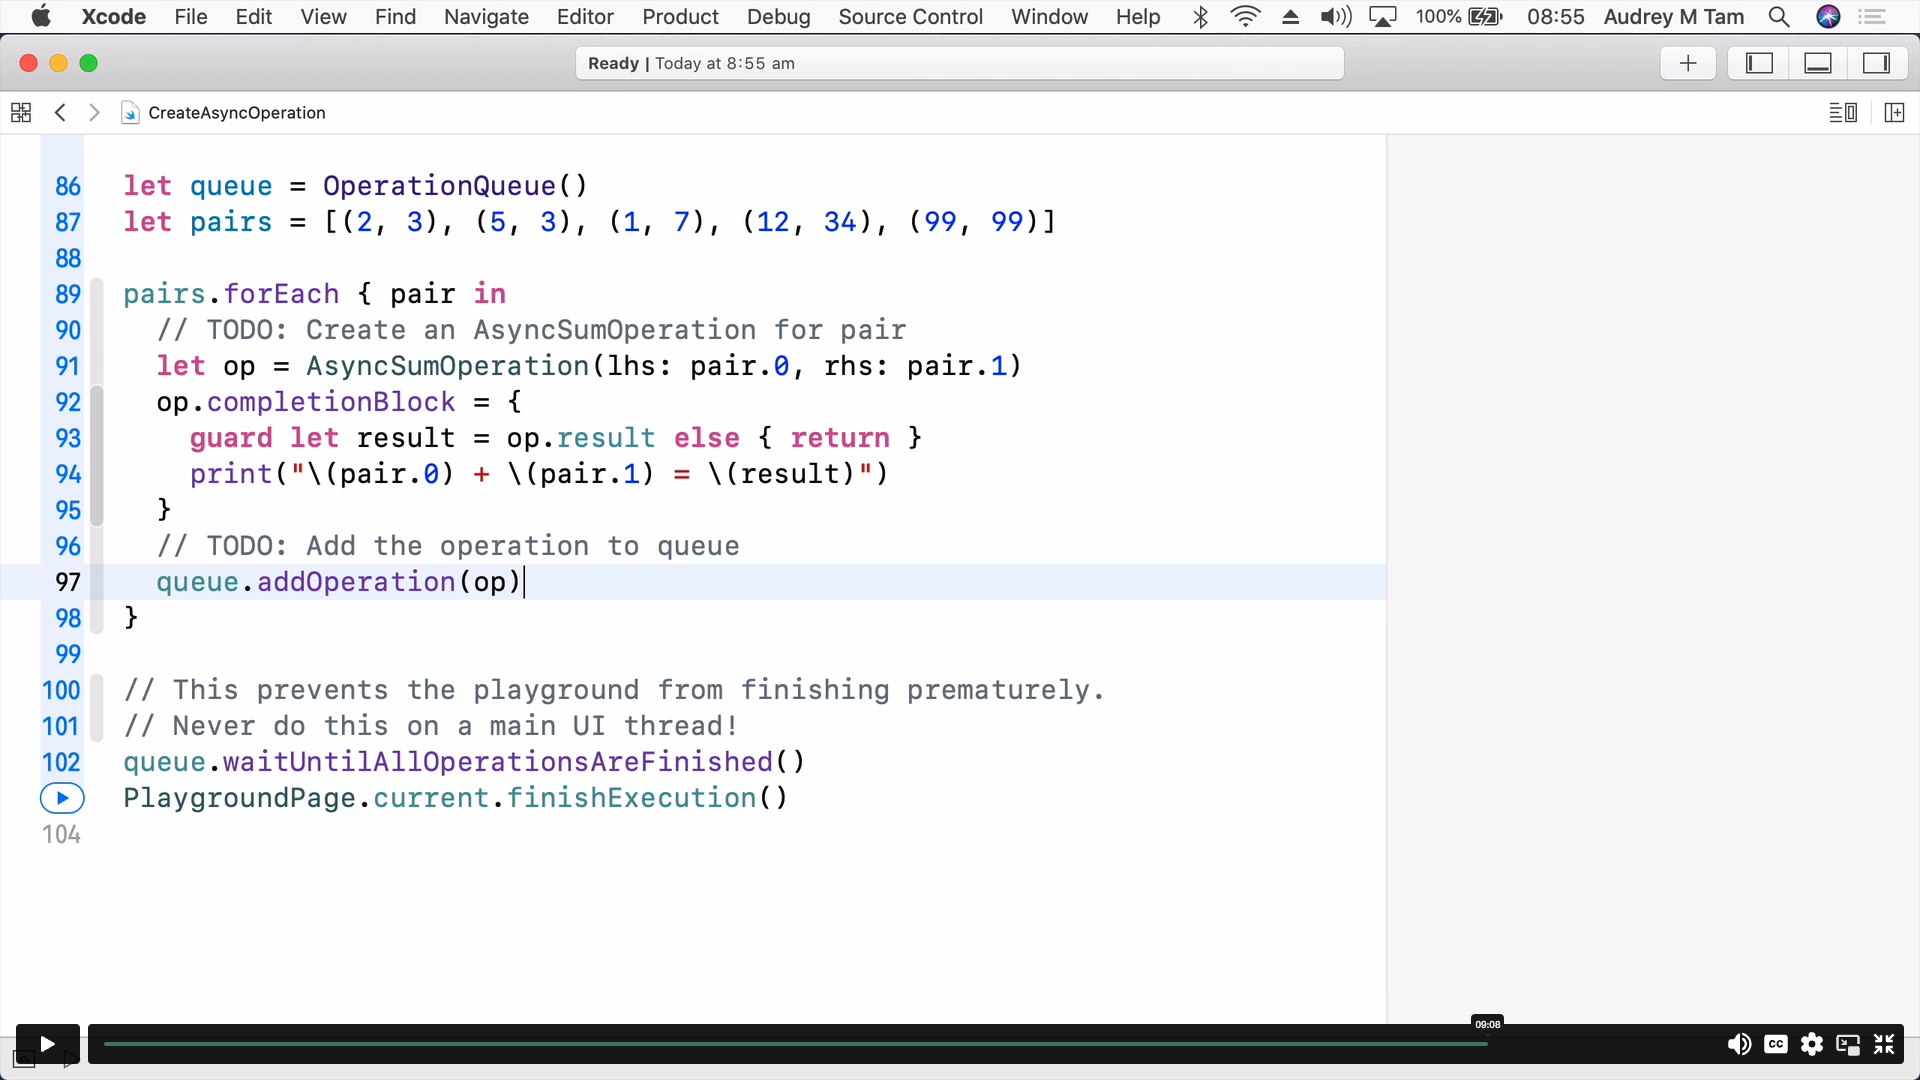 Xcode File Edit View Find Navigate Editor Product Debug Source Control Window Help 100% 08:55 Audrey M Tam
Ready | Today at 8:55 am
CreateAsyncOperation
86 let queue = OperationQueue()
87 let pairs = [(2, 3), (5, 3), (1, 7), (12, 34), (99, 99)]
88
89 pairs.forEach { pair in
90 // TODO: Create an AsyncSumOperation for pair
91 let op = AsyncSumOperation(lhs: pair.0, rhs: pair.1)
92 op.completionBlock = {
93 guard let result = op.result else { return }
94 print("\(pair.0) + \(pair.1) = \(result)")
95 }
96 // TODO: Add the operation to queue
97 queue.addOperation(op)
98 }
99
100 // This prevents the playground from finishing prematurely.
101 // Never do this on a main UI thread!
102 queue.waitUntilAllOperationsAreFinished()
PlaygroundPage.current.finishExecution()
104
09:08
CC